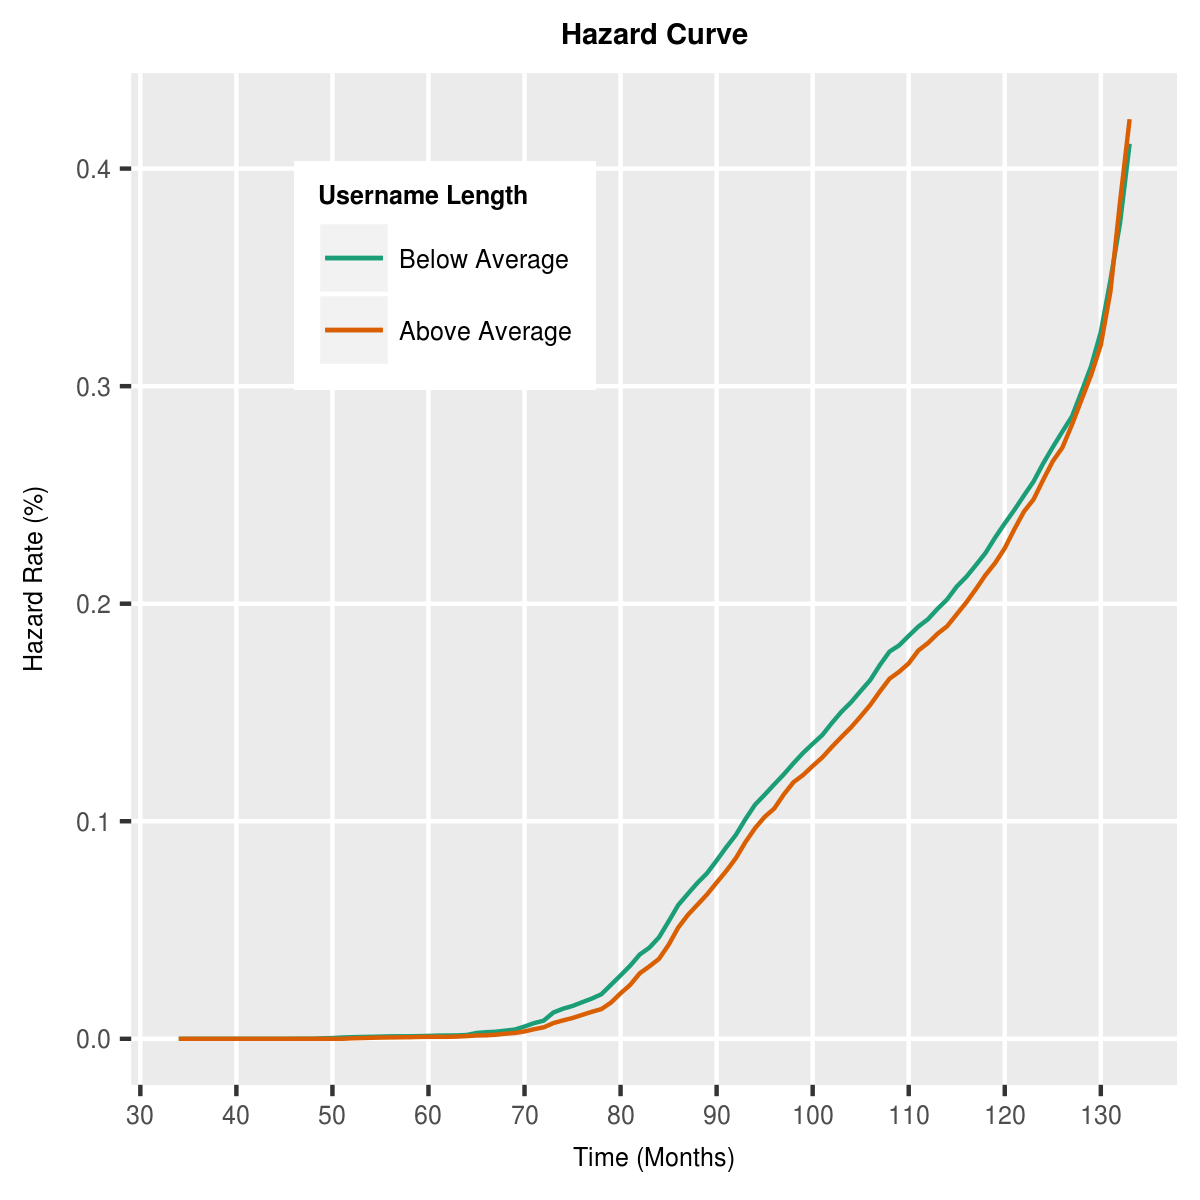 Hazard Curve
Username Length
Below Average
Above Average
Hazard Rate (%)
0.4
0.3
0.2
0.1
0.0
30 40 50 60 70 80 90 100 110 120 130
Time (Months)